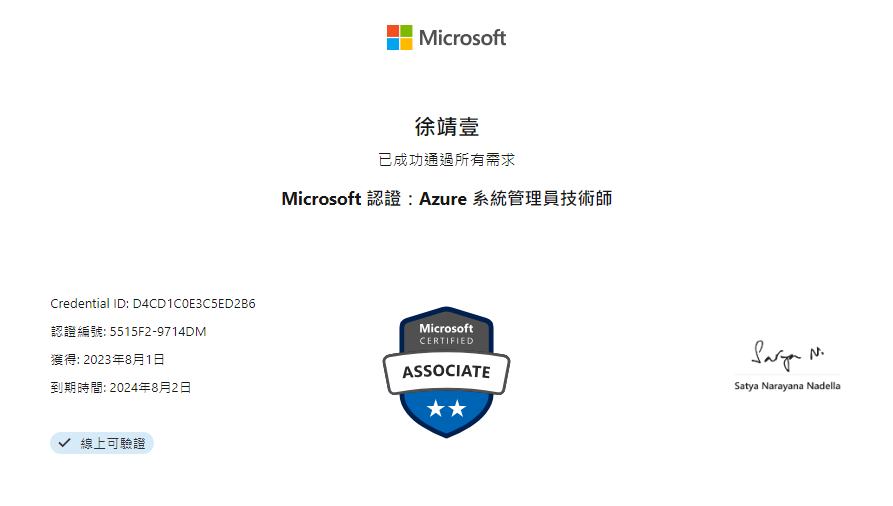 Microsoft
徐靖壹
已成功通過所有需求
Microsoft 認證：Azure 系統管理員技術師
Credential ID: D4CD1C0E3C5ED2B6
認證編號: 5515F2-9714DM
獲得: 2023年8月1日
到期時間: 2024年8月2日
線上可驗證
Microsoft
CERTIFIED
ASSOCIATE
Satya N.
Satya Narayana Nadella